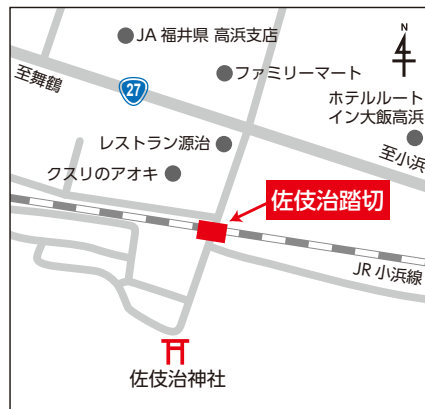 JA 福井県 高浜支店
N
ファミリーマート
至舞鶴
27
ホテルルート
イン大飯高浜
レストラン源治
至小浜
クスリのアオキ
佐伎治踏切
JR 小浜線
佐伎治神社